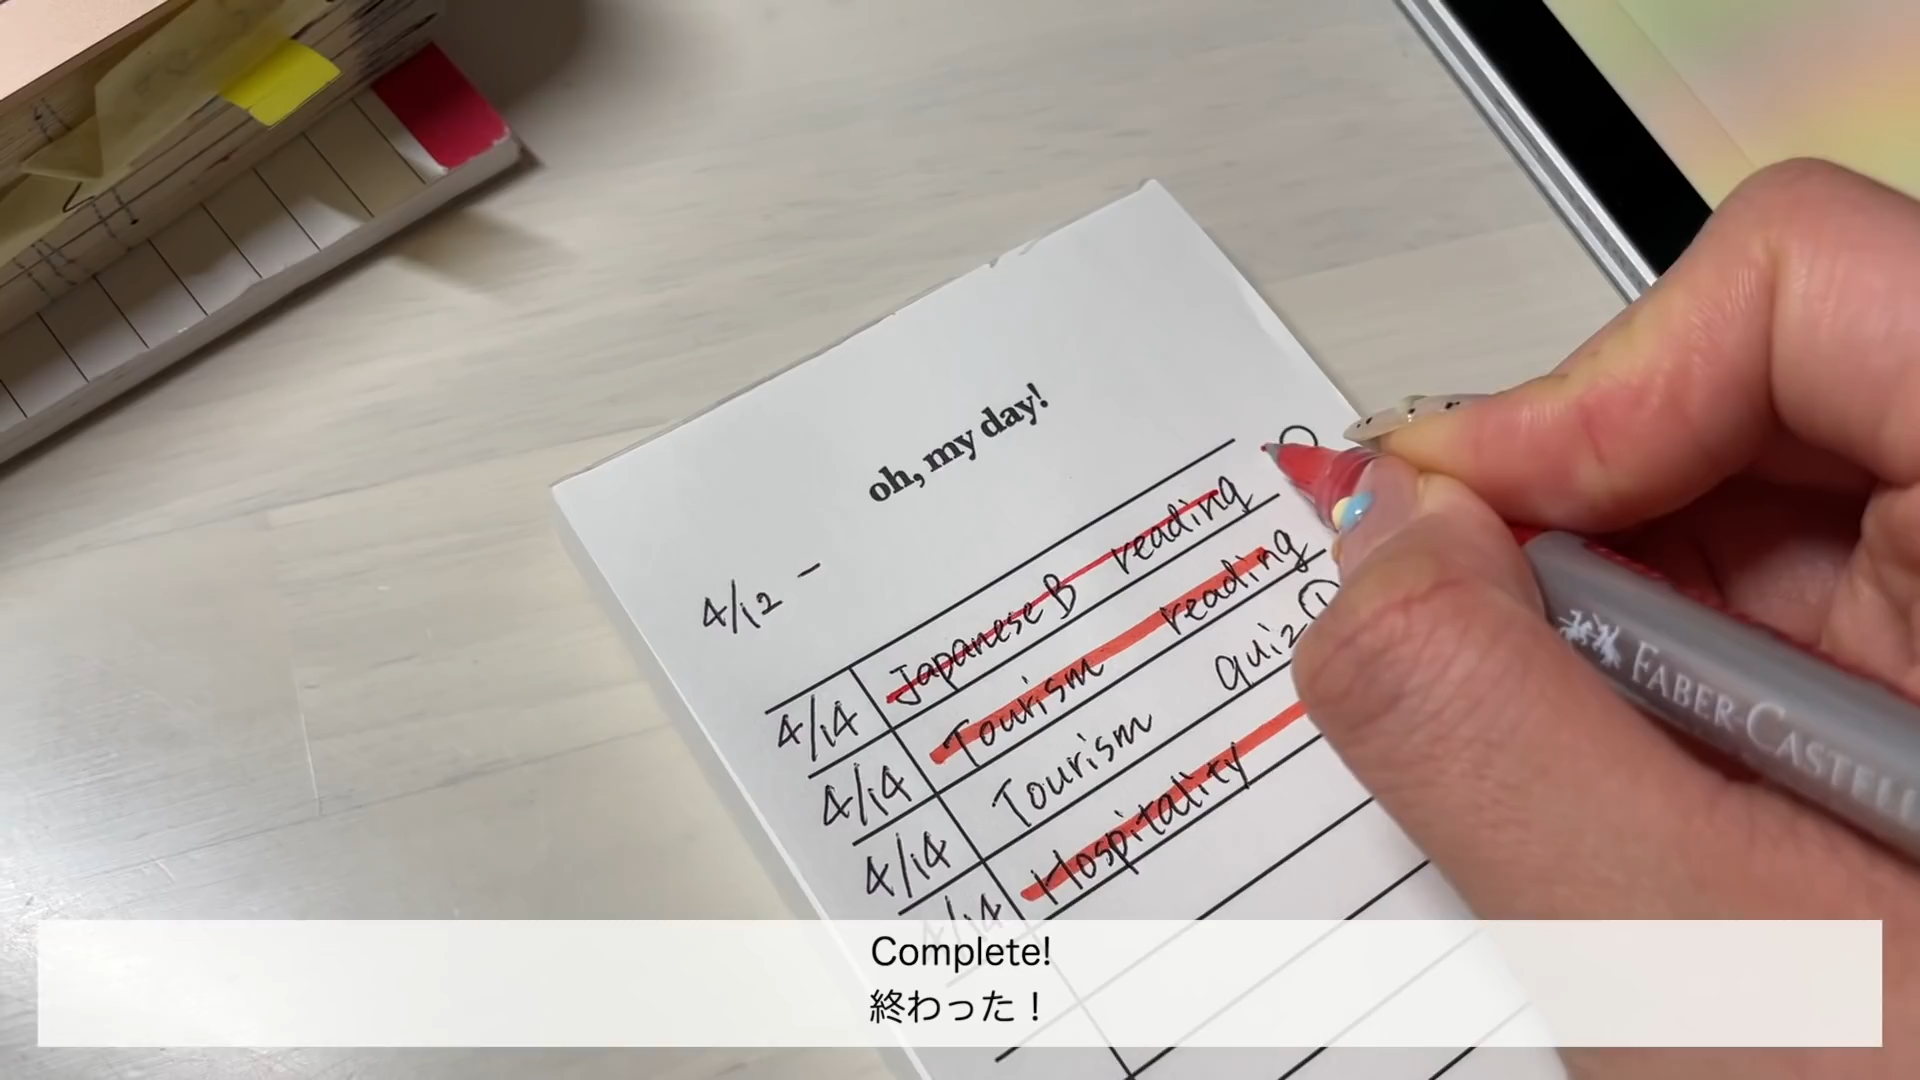 oh, my day!
4/12 -
4/14 Japanese B reading
4/14 Tourism reading
4/14 Tourism quiz ①
4/14 Hospitality
FABER-CASTELL
Complete!
終わった！